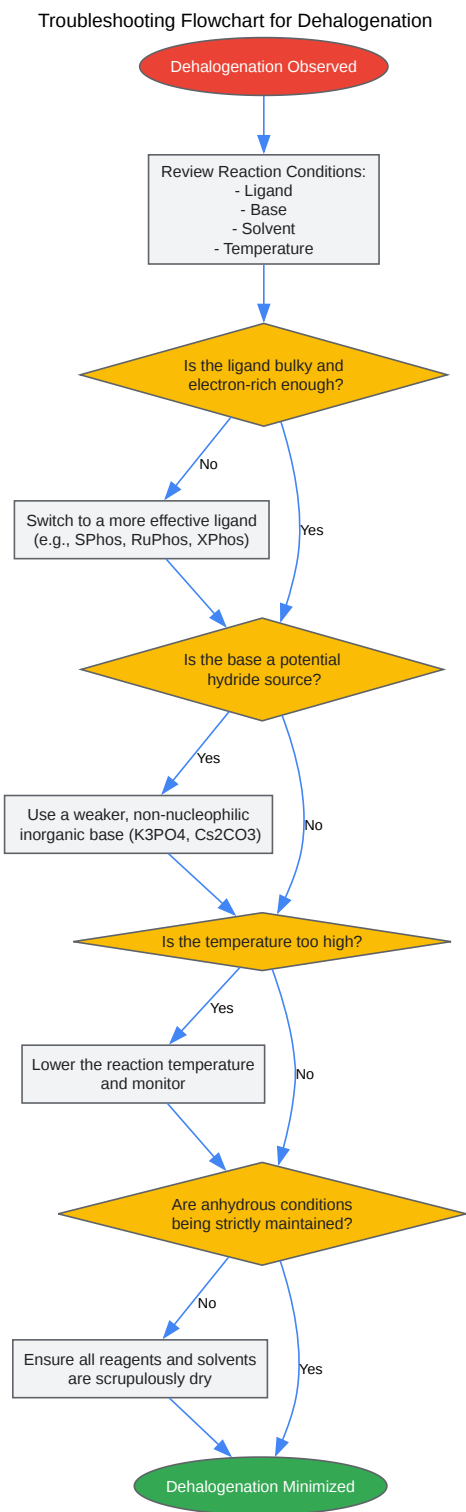 Troubleshooting Flowchart for Dehalogenation
Dehalogenation Observed
Review Reaction Conditions:
- Ligand
- Base
- Solvent
- Temperature
Is the ligand bulky and
electron-rich enough?
No
Yes
Switch to a more effective ligand
(e.g., SPhos, RuPhos, XPhos)
Is the base a potential
hydride source?
Yes
No
Use a weaker, non-nucleophilic
inorganic base (K3PO4, Cs2CO3)
Is the temperature too high?
Yes
No
Lower the reaction temperature
and monitor
Are anhydrous conditions
being strictly maintained?
No
Yes
Ensure all reagents and solvents
are scrupulously dry
Dehalogenation Minimized